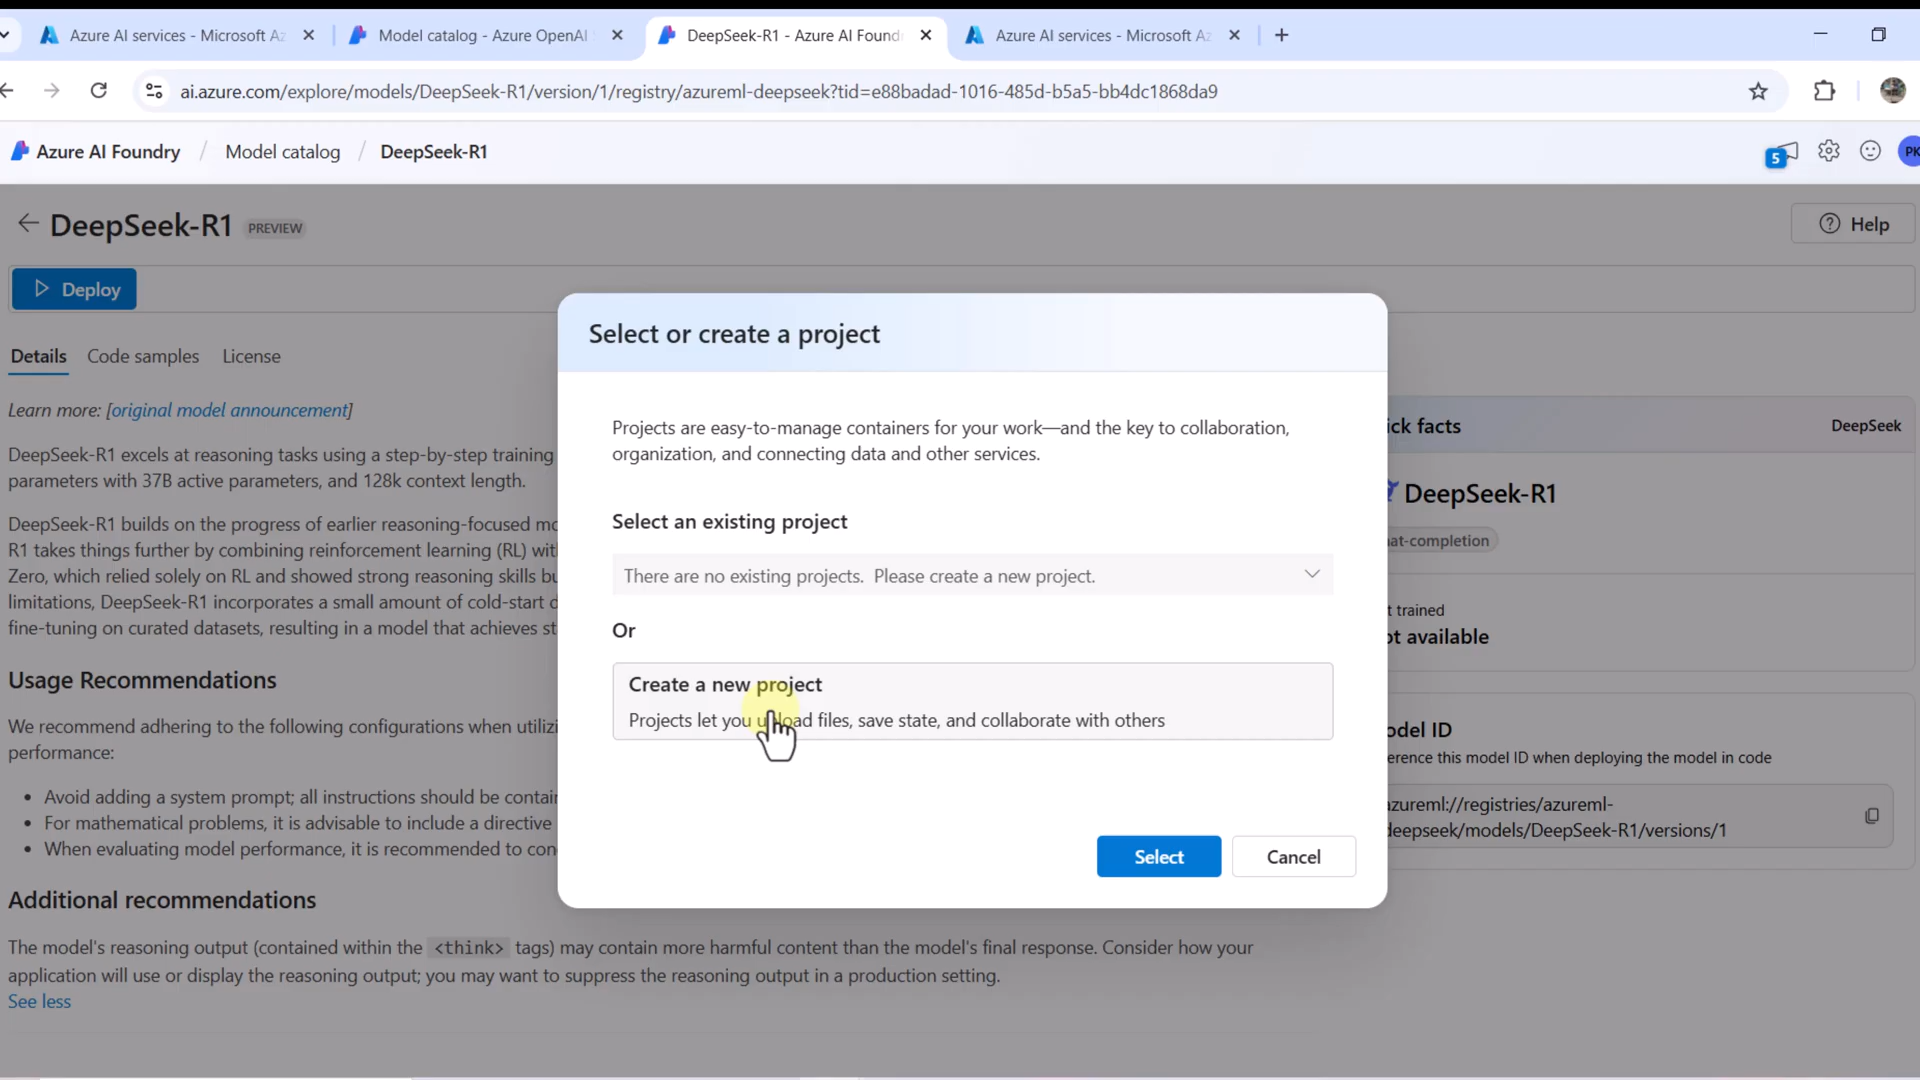 Azure AI services - Microsoft Az
Model catalog - Azure OpenAI S
DeepSeek-R1 - Azure AI Found
Azure AI services - Microsoft Az
ai.azure.com/explore/models/DeepSeek-R1/version/1/registry/azureml-deepseek?tid=e88badad-1016-485d-b5a5-bb4dc1868da9
Azure AI Foundry / Model catalog / DeepSeek-R1
5
PK
DeepSeek-R1 PREVIEW
Help
Deploy
Details Code samples License
Learn more: [original model announcement]
DeepSeek-R1 excels at reasoning tasks using a step-by-step training
parameters with 37B active parameters, and 128k context length.
DeepSeek-R1 builds on the progress of earlier reasoning-focused mo
R1 takes things further by combining reinforcement learning (RL) wit
Zero, which relied solely on RL and showed strong reasoning skills bu
limitations, DeepSeek-R1 incorporates a small amount of cold-start d
fine-tuning on curated datasets, resulting in a model that achieves st
Usage Recommendations
We recommend adhering to the following configurations when utiliz
performance:
• Avoid adding a system prompt; all instructions should be contai
• For mathematical problems, it is advisable to include a directive
• When evaluating model performance, it is recommended to con
Additional recommendations
The model's reasoning output (contained within the <think> tags) may contain more harmful content than the model's final response. Consider how your
application will use or display the reasoning output; you may want to suppress the reasoning output in a production setting.
See less
Select or create a project
Projects are easy-to-manage containers for your work—and the key to collaboration,
organization, and connecting data and other services.
Select an existing project
There are no existing projects. Please create a new project.
Or
Create a new project
Projects let you upload files, save state, and collaborate with others
Select
Cancel
ick facts
DeepSeek
DeepSeek-R1
at-completion
t trained
ot available
odel ID
erence this model ID when deploying the model in code
azureml://registries/azureml-
deepseek/models/DeepSeek-R1/versions/1